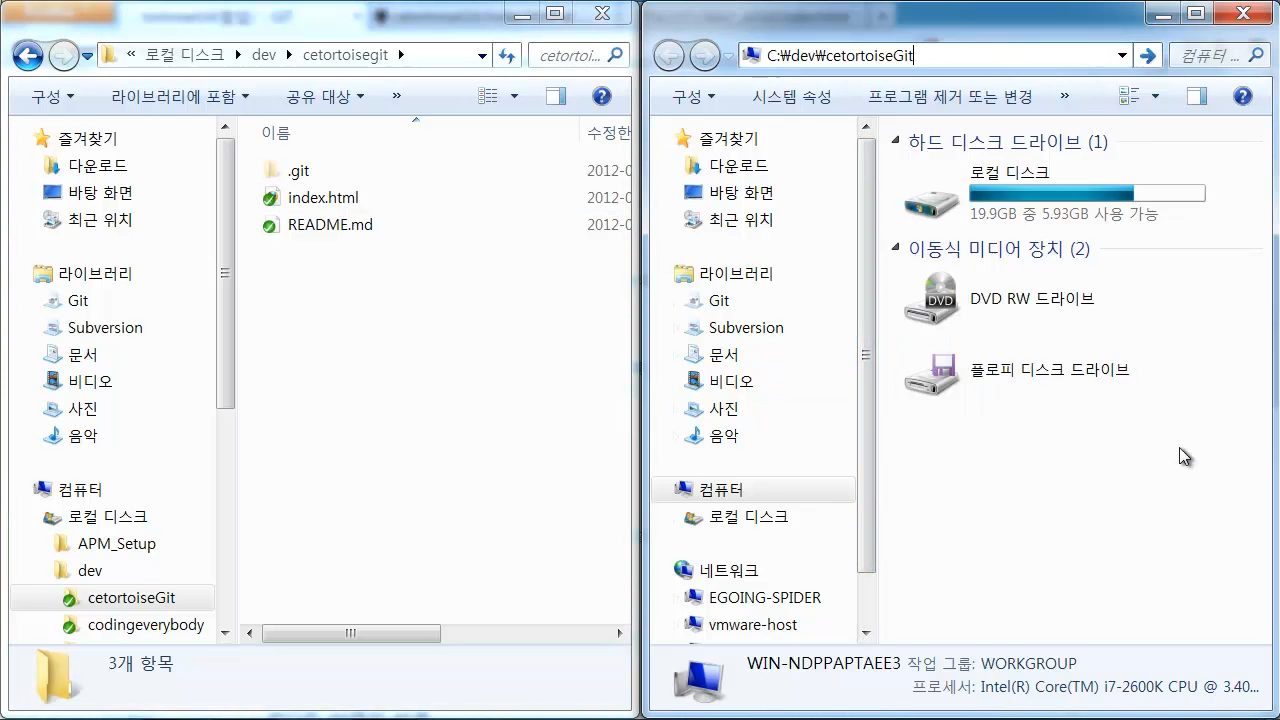 « 로컬 디스크 dev cetortoisegit
cetortoi...
구성 라이브러리에 포함 공유 대상 »
즐겨찾기
다운로드
바탕 화면
최근 위치
라이브러리
Git
Subversion
문서
비디오
사진
음악
컴퓨터
로컬 디스크
APM_Setup
dev
cetortoiseGit
codingeverybody
이름 수정한
.git 2012-0
index.html 2012-0
README.md 2012-0
3개 항목
C:₩dev₩cetortoiseGit
컴퓨터 ...
구성 시스템 속성 프로그램 제거 또는 변경 »
즐겨찾기
다운로드
바탕 화면
최근 위치
라이브러리
Git
Subversion
문서
비디오
사진
음악
컴퓨터
로컬 디스크
네트워크
EGOING-SPIDER
vmware-host
하드 디스크 드라이브 (1)
로컬 디스크
19.9GB 중 5.93GB 사용 가능
이동식 미디어 장치 (2)
DVD
DVD RW 드라이브
플로피 디스크 드라이브
WIN-NDPPAPTAEE3 작업 그룹: WORKGROUP
프로세서: Intel(R) Core(TM) i7-2600K CPU @ 3.40...